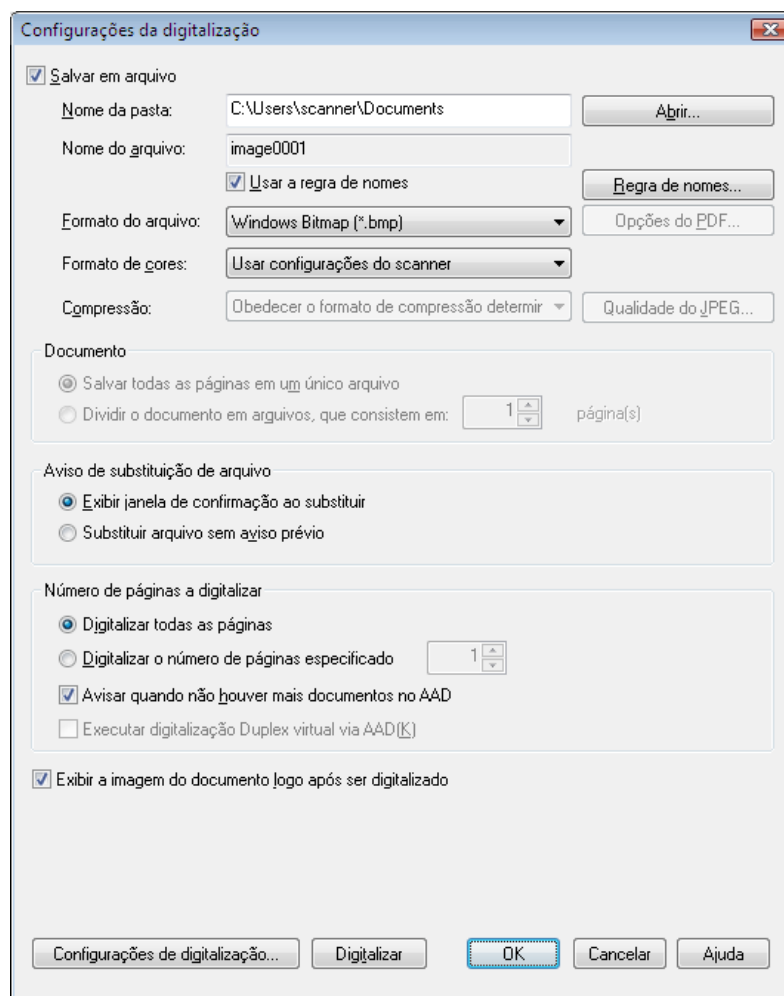 Configurações da digitalização
Salvar em arquivo
Nome da pasta: C:\Users\scanner\Documents Abrir...
Nome do arquivo: image0001
Usar a regra de nomes Regra de nomes...
Formato do arquivo: Windows Bitmap (*.bmp) Opções do PDF...
Formato de cores: Usar configurações do scanner
Compressão: Obedecer o formato de compressão determir Qualidade do JPEG...
Documento
Salvar todas as páginas em um único arquivo
Dividir o documento em arquivos, que consistem em: 1 página(s)
Aviso de substituição de arquivo
Exibir janela de confirmação ao substituir
Substituir arquivo sem aviso prévio
Número de páginas a digitalizar
Digitalizar todas as páginas
Digitalizar o número de páginas especificado 1
Avisar quando não houver mais documentos no AAD
Executar digitalização Duplex virtual via AAD(K)
Exibir a imagem do documento logo após ser digitalizado
Configurações de digitalização... Digitalizar OK Cancelar Ajuda